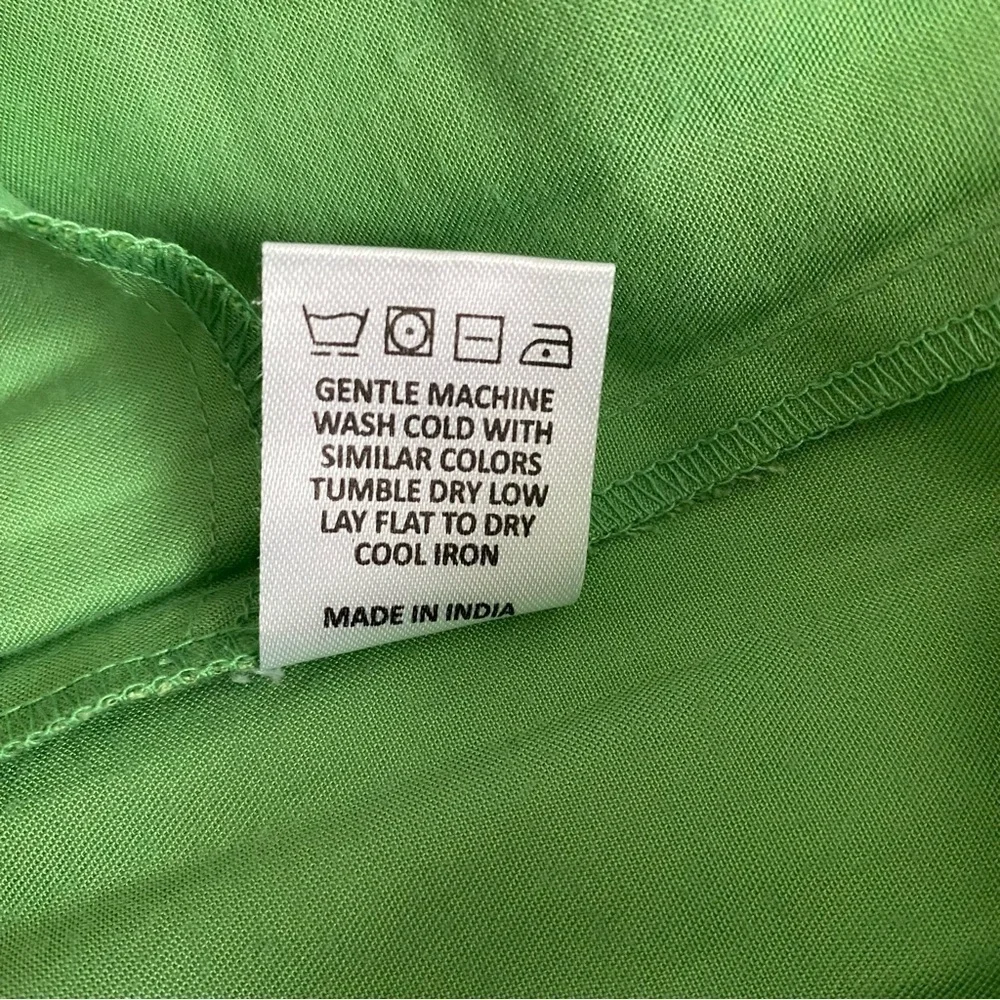 GENTLE MACHINE
WASH COLD WITH
SIMILAR COLORS
TUMBLE DRY LOW
LAY FLAT TO DRY
COOL IRON
MADE IN INDIA